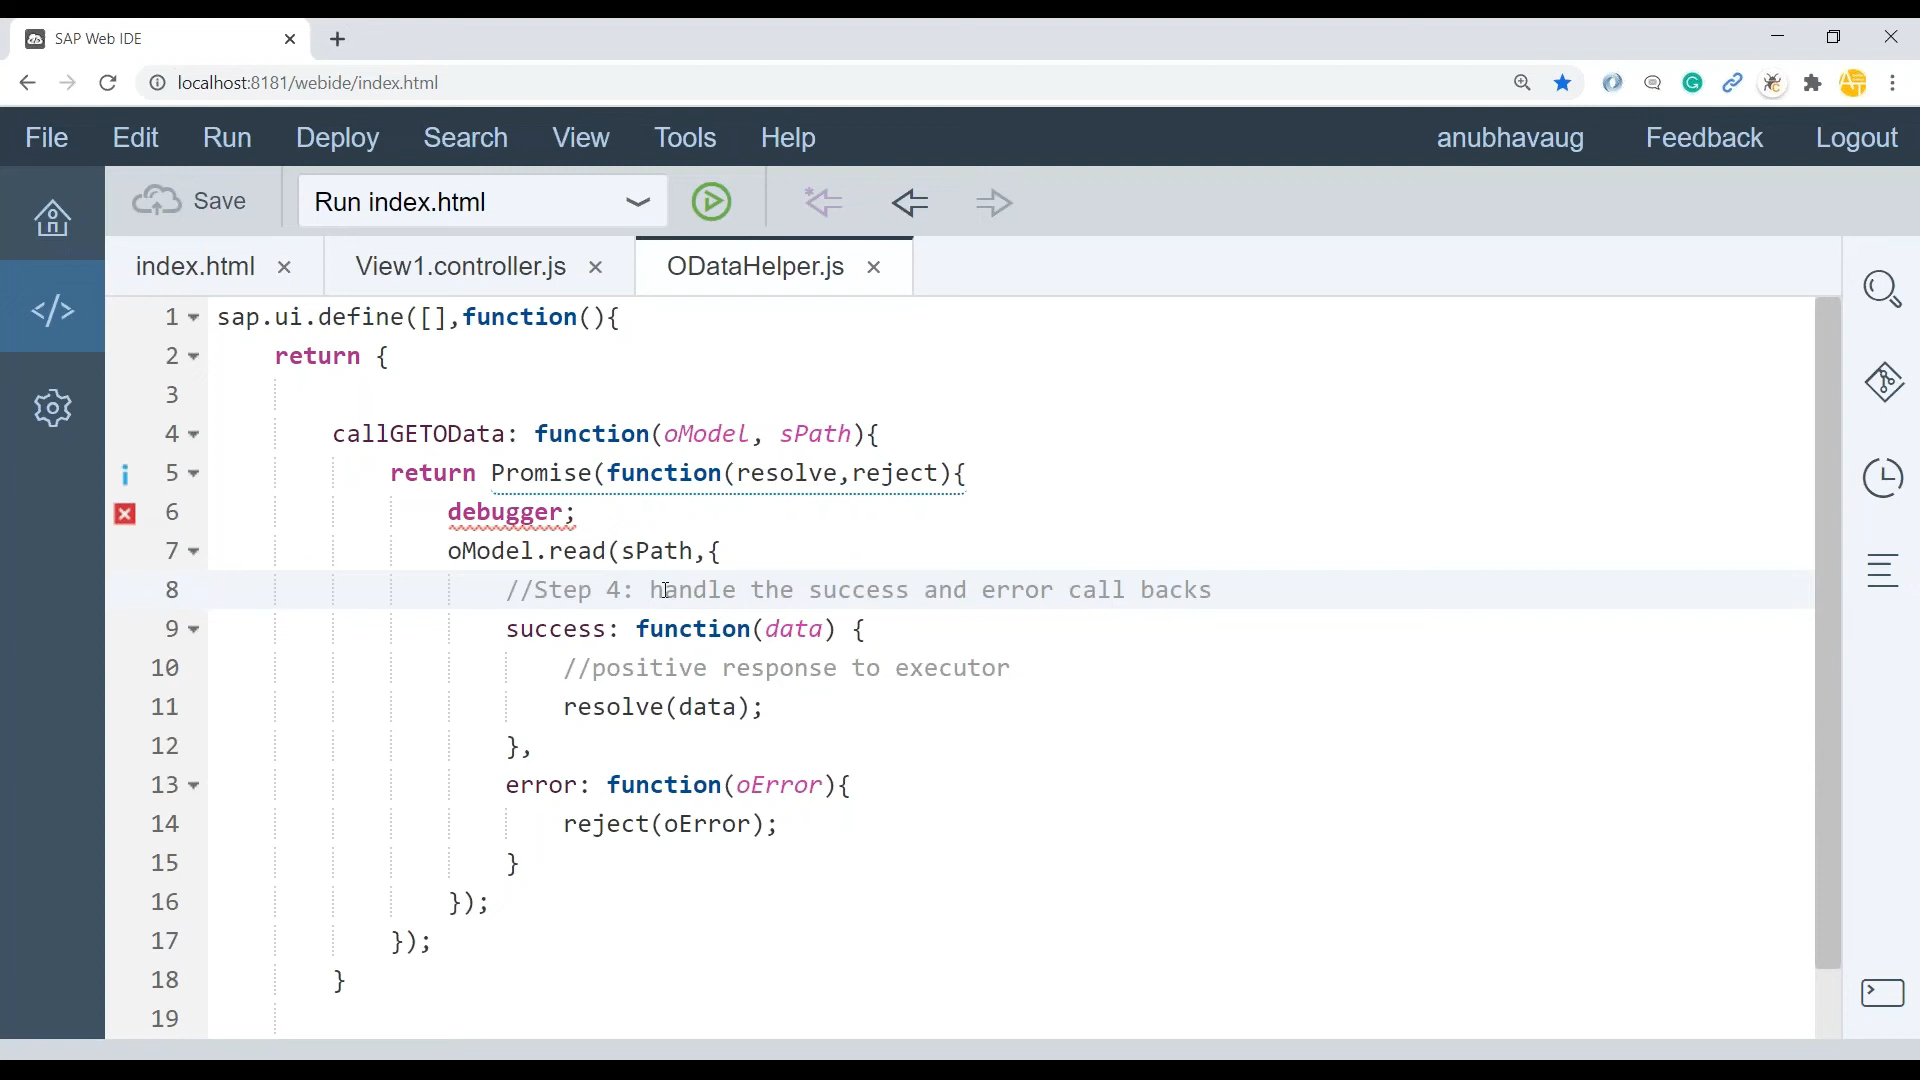 SAP Web IDE
localhost:8181/webide/index.html
File Edit Run Deploy Search View Tools Help anubhavaug Feedback Logout
Save Run index.html
index.html View1.controller.js ODataHelper.js
1 sap.ui.define([],function(){
2 return {
3
4 callGETOData: function(oModel, sPath){
5 return Promise(function(resolve,reject){
6 debugger;
7 oModel.read(sPath,{
8 //Step 4: handle the success and error call backs
9 success: function(data) {
10 //positive response to executor
11 resolve(data);
12 },
13 error: function(oError){
14 reject(oError);
15 }
16 });
17 });
18 }
19